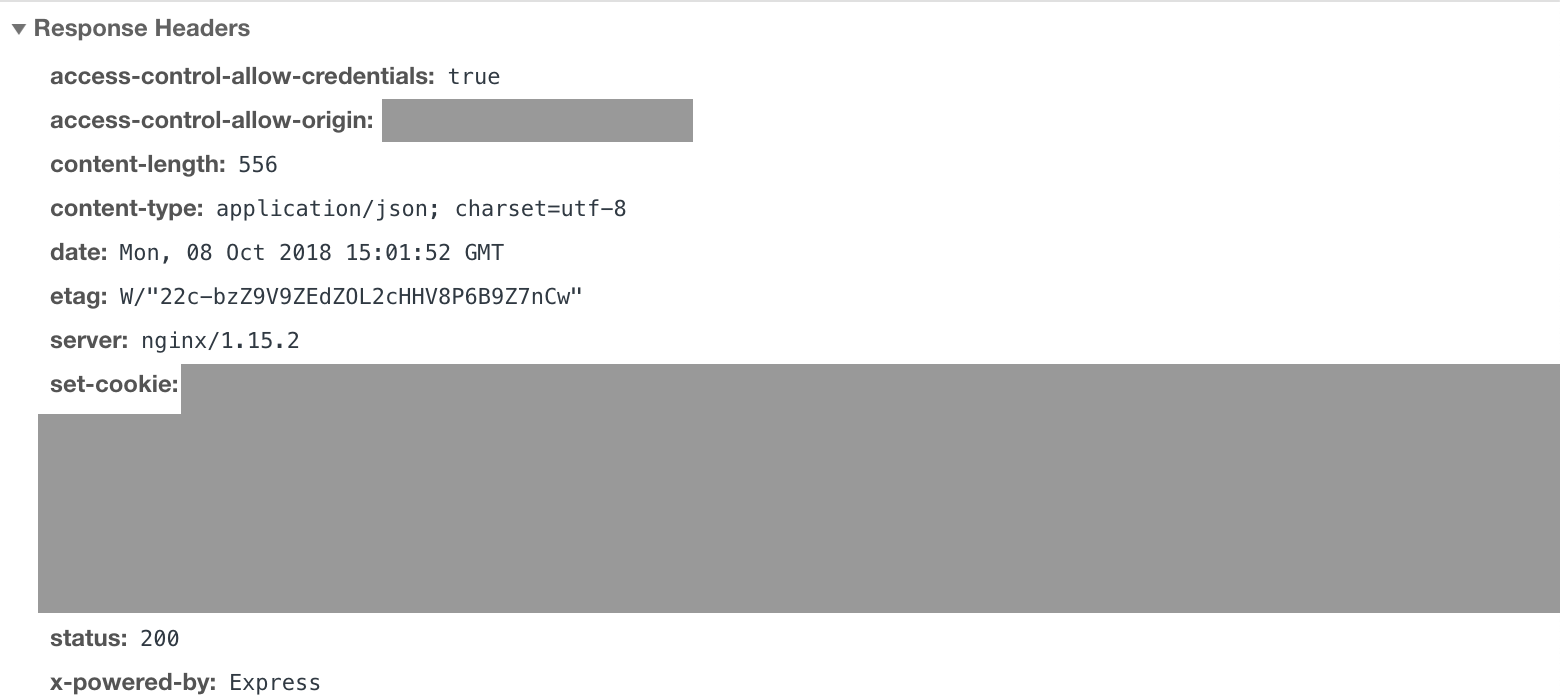 Response Headers
access-control-allow-credentials: true
access-control-allow-origin:
content-length: 556
content-type: application/json; charset=utf-8
date: Mon, 08 Oct 2018 15:01:52 GMT
etag: W/"22c-bzZ9V9ZEdZOL2cHHV8P6B9Z7nCw"
server: nginx/1.15.2
set-cookie:
status: 200
x-powered-by: Express